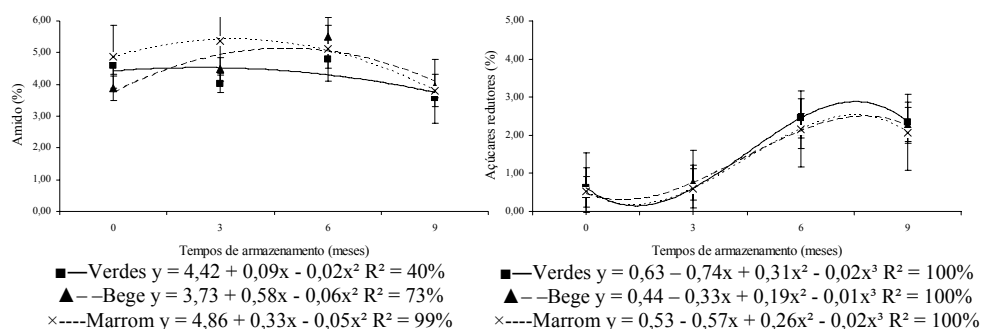 6,00
5,00
4,00
3,00
2,00
1,00
0,00
Amido (%)
0 3 6 9
Tempos de armazenamento (meses)
■—Verdes y = 4,42 + 0,09x - 0,02x² R² = 40%
▲– –Bege y = 3,73 + 0,58x - 0,06x² R² = 73%
×----Marrom y = 4,86 + 0,33x - 0,05x² R² = 99%
5,00
4,00
3,00
2,00
1,00
0,00
Açúcares redutores (%)
0 3 6 9
Tempos de armazenamento (meses)
■—Verdes y = 0,63 – 0,74x + 0,31x² - 0,02x³ R² = 100%
▲– –Bege y = 0,44 – 0,33x + 0,19x² - 0,01x³ R² = 100%
×----Marrom y = 0,53 - 0,57x + 0,26x² - 0,02x³ R² = 100%